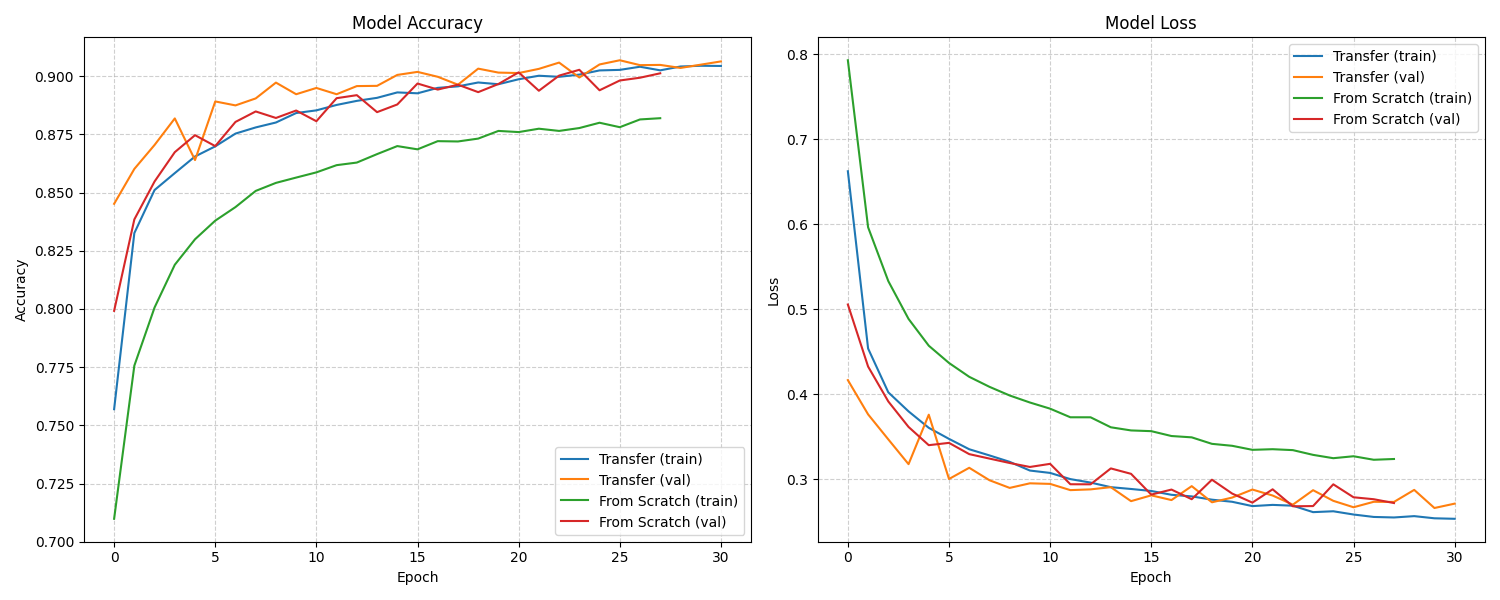 Model Accuracy
0.900
0.875
0.850
0.825
0.800
0.775
0.750
0.725
0.700
Accuracy
Transfer (train)
Transfer (val)
From Scratch (train)
From Scratch (val)
0 5 10 15 20 25 30
Epoch
Model Loss
0.8
0.7
0.6
0.5
0.4
0.3
Loss
Transfer (train)
Transfer (val)
From Scratch (train)
From Scratch (val)
0 5 10 15 20 25 30
Epoch